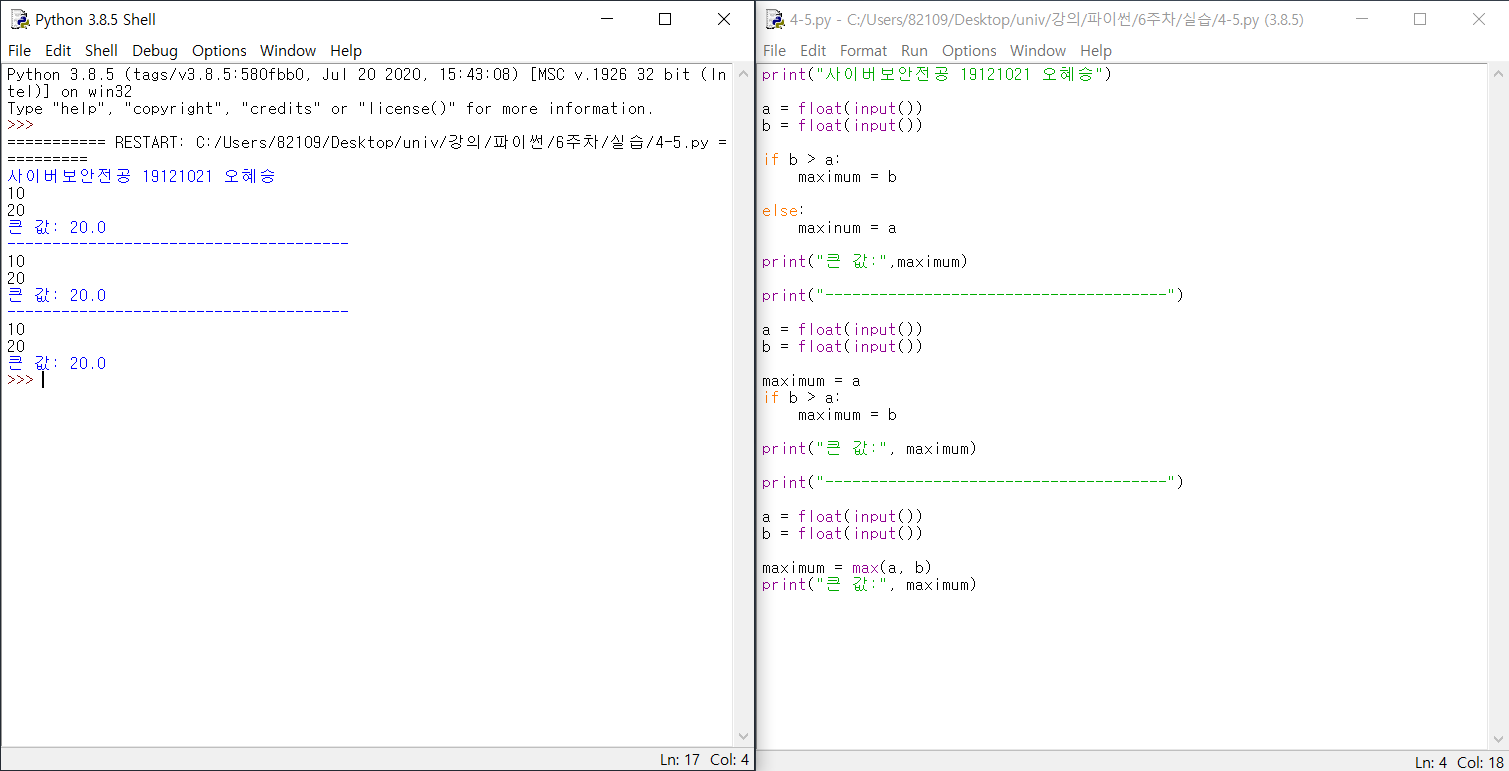 Python 3.8.5 Shell
File Edit Shell Debug Options Window Help
Python 3.8.5 (tags/v3.8.5:580fbb0, Jul 20 2020, 15:43:08) [MSC v.1926 32 bit (In
tel)] on win32
Type "help", "copyright", "credits" or "license()" for more information.
>>>
=========== RESTART: C:/Users/82109/Desktop/univ/강의/파이썬/6주차/실습/4-5.py =
=========
사이버보안전공 19121021 오혜승
10
20
큰 값: 20.0
--------------------------------------
10
20
큰 값: 20.0
--------------------------------------
10
20
큰 값: 20.0
>>>
Ln: 17 Col: 4
4-5.py - C:/Users/82109/Desktop/univ/강의/파이썬/6주차/실습/4-5.py (3.8.5)
File Edit Format Run Options Window Help
print("사이버보안전공 19121021 오혜승")
a = float(input())
b = float(input())
if b > a:
    maximum = b
else:
    maxinum = a
print("큰 값:",maximum)
print("--------------------------------------")
a = float(input())
b = float(input())
maximum = a
if b > a:
    maximum = b
print("큰 값:", maximum)
print("--------------------------------------")
a = float(input())
b = float(input())
maximum = max(a, b)
print("큰 값:", maximum)
Ln: 4 Col: 18